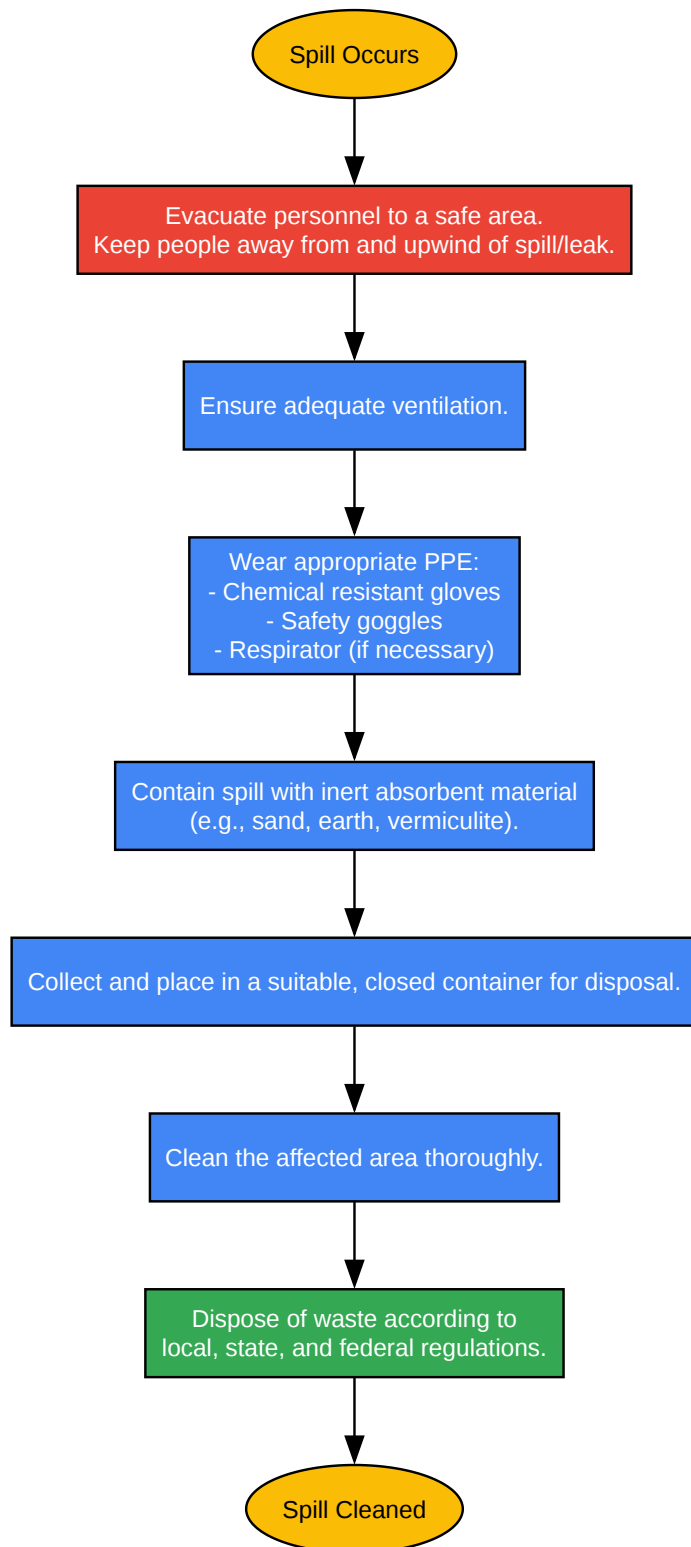 Spill Occurs
Evacuate personnel to a safe area.
Keep people away from and upwind of spill/leak.
Ensure adequate ventilation.
Wear appropriate PPE:
- Chemical resistant gloves
- Safety goggles
- Respirator (if necessary)
Contain spill with inert absorbent material
(e.g., sand, earth, vermiculite).
Collect and place in a suitable, closed container for disposal.
Clean the affected area thoroughly.
Dispose of waste according to
local, state, and federal regulations.
Spill Cleaned